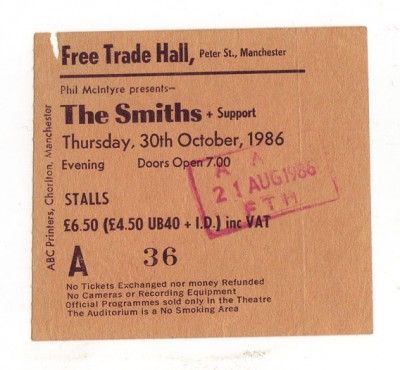 Free Trade Hall, Peter St., Manchester
Phil McIntyre presents—
The Smiths + Support
Thursday, 30th October, 1986
Evening Doors Open 7.00
STALLS
£6.50 (£4.50 UB40 + I.D.) inc VAT
A 36
No Tickets Exchanged nor money Refunded
No Cameras or Recording Equipment
Official Programmes sold only in the Theatre
The Auditorium is a No Smoking Area
ABC Printers, Chorlton, Manchester
21 AUG 1986
FTH